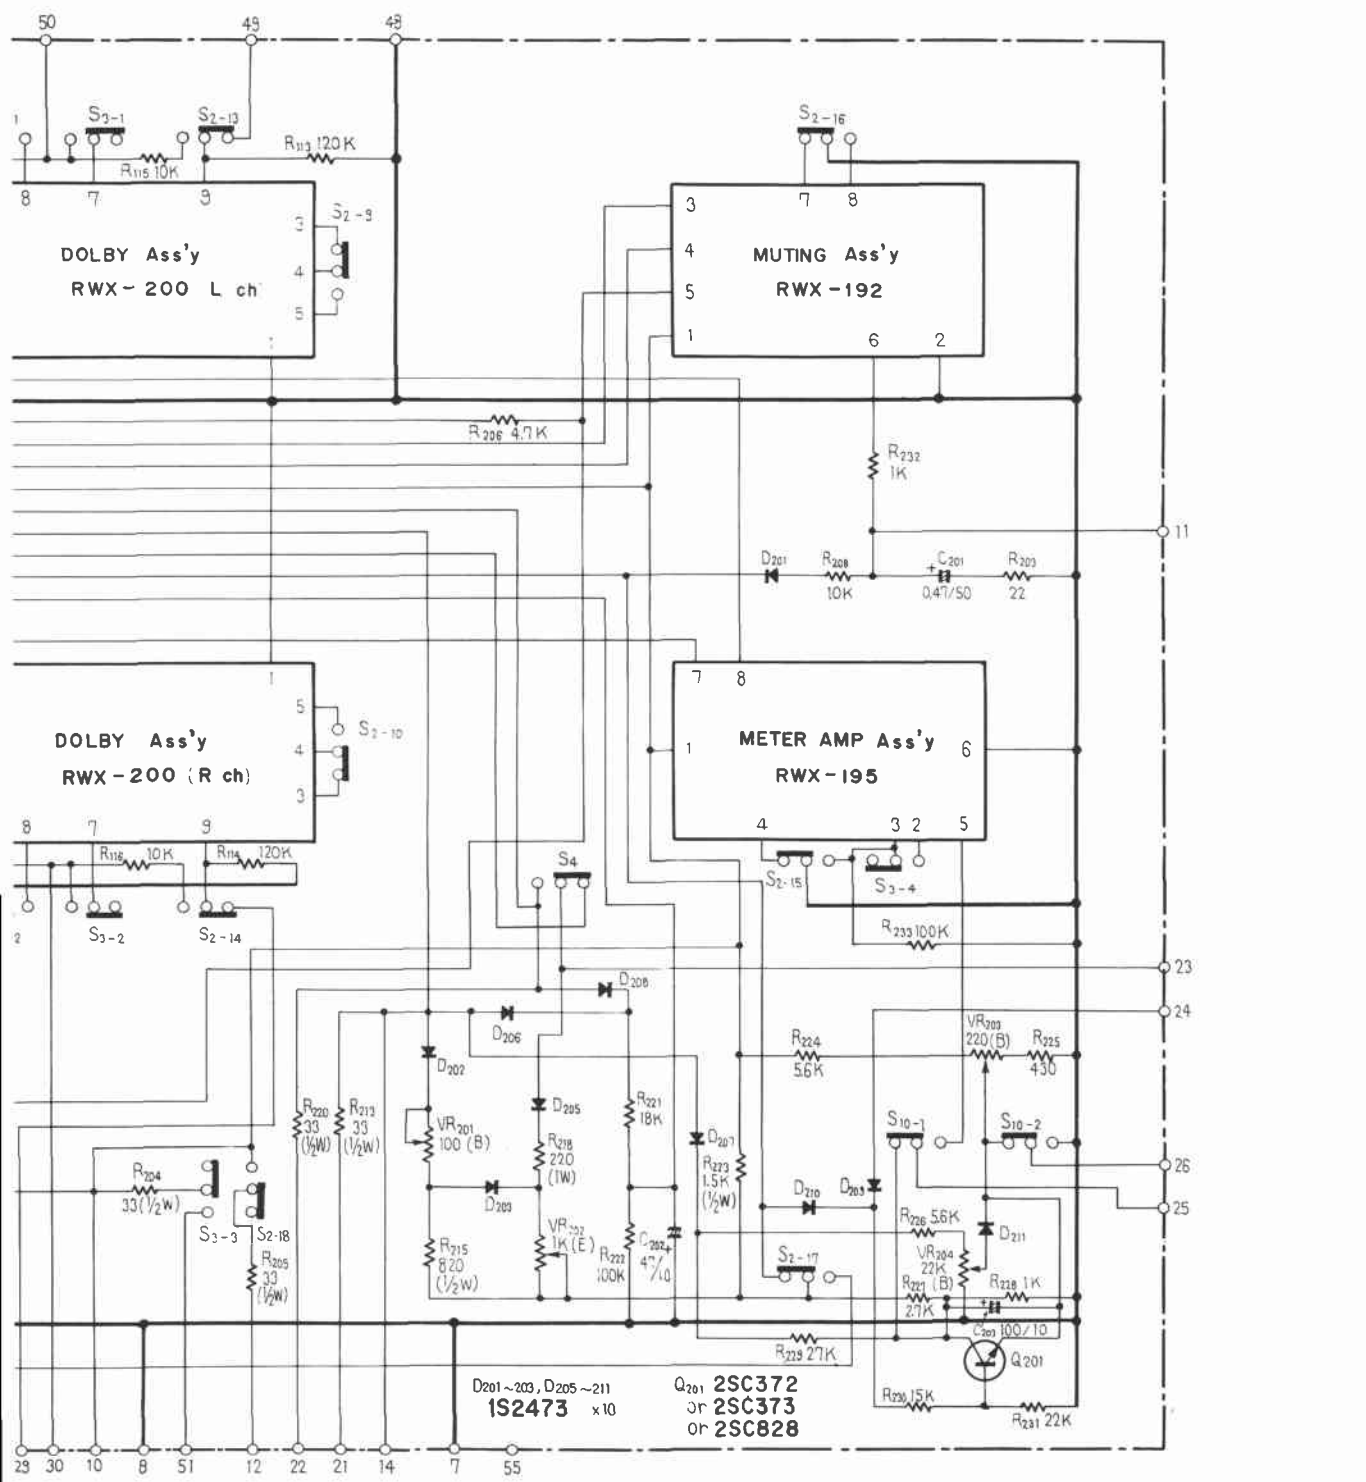 50 49 48
1 S3-1 S2-13 S2-16
R113 120K
R115 10K
8 7 9 7 8
3 S2-9 3
DOLBY Ass'y MUTING Ass'y
4 4
RWX-200 L ch RWX-192
5 5
1 1 6 2
R206 4.7K
R232
1K
11
D201 R208 + C201 R203
10K 0.47/50 22
1 7 8
5
S2-10
DOLBY Ass'y METER AMP Ass'y
4 1 6
RWX-200 (R ch) RWX-195
3
8 7 9 4 3 2 5
R116 10K R114 120K S4
S2-15 S3-4
2 S3-2 S2-14 R233 100K
23
D208
24
VR203
D206 R224 220(B) R225
D202 5.6K 430
R220 R213 VR201 D205 R221
33 33 100 (B) 18K S10-1 S10-2
(½W) (½W) R218 D207
220
(1W) R223 26
R204 1.5K
33(½W) (½W) D210 D209
D203 25
S3-3 S2-18 VR202 R226 5.6K
1K(E) C202 + D211
R205 R215 R222 47/10 S2-17 VR204
33 820 100K 22K
(½W) (½W) R227 (B) R228 1K
2.7K
+
C203 100/10
R229 27K
Q201
D201~203, D205~211 Q201 2SC372
1S2473 x10 or 2SC373
or 2SC828
R230 15K
R231 22K
29 30 10 8 51 12 22 21 14 7 55